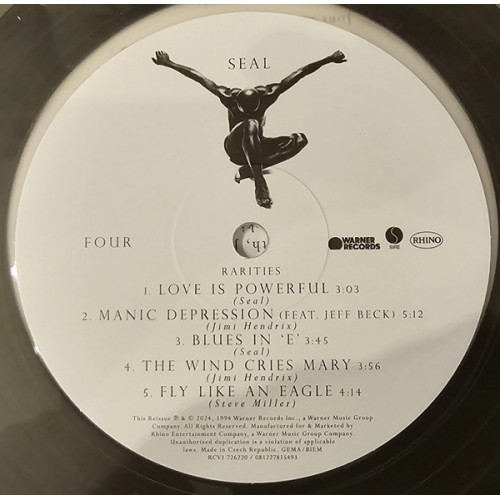 SEAL
FOUR
WARNER RECORDS
SIRE
RHINO
RARITIES
1. LOVE IS POWERFUL 3:03
(Seal)
2. MANIC DEPRESSION (FEAT. JEFF BECK) 5:12
(Jimi Hendrix)
3. BLUES IN 'E' 3:45
(Seal)
4. THE WIND CRIES MARY 3:56
(Jimi Hendrix)
5. FLY LIKE AN EAGLE 4:14
(Steve Miller)
This Reissue ℗ & © 2024, 1994 Warner Records Inc., a Warner Music Group
Company. All Rights Reserved. Manufactured for & Marketed by
Rhino Entertainment Company, a Warner Music Group Company.
Unauthorized duplication is a violation of applicable
laws. Made in Czech Republic. GEMA/BIEM
RCV1 726220 / 081227815493